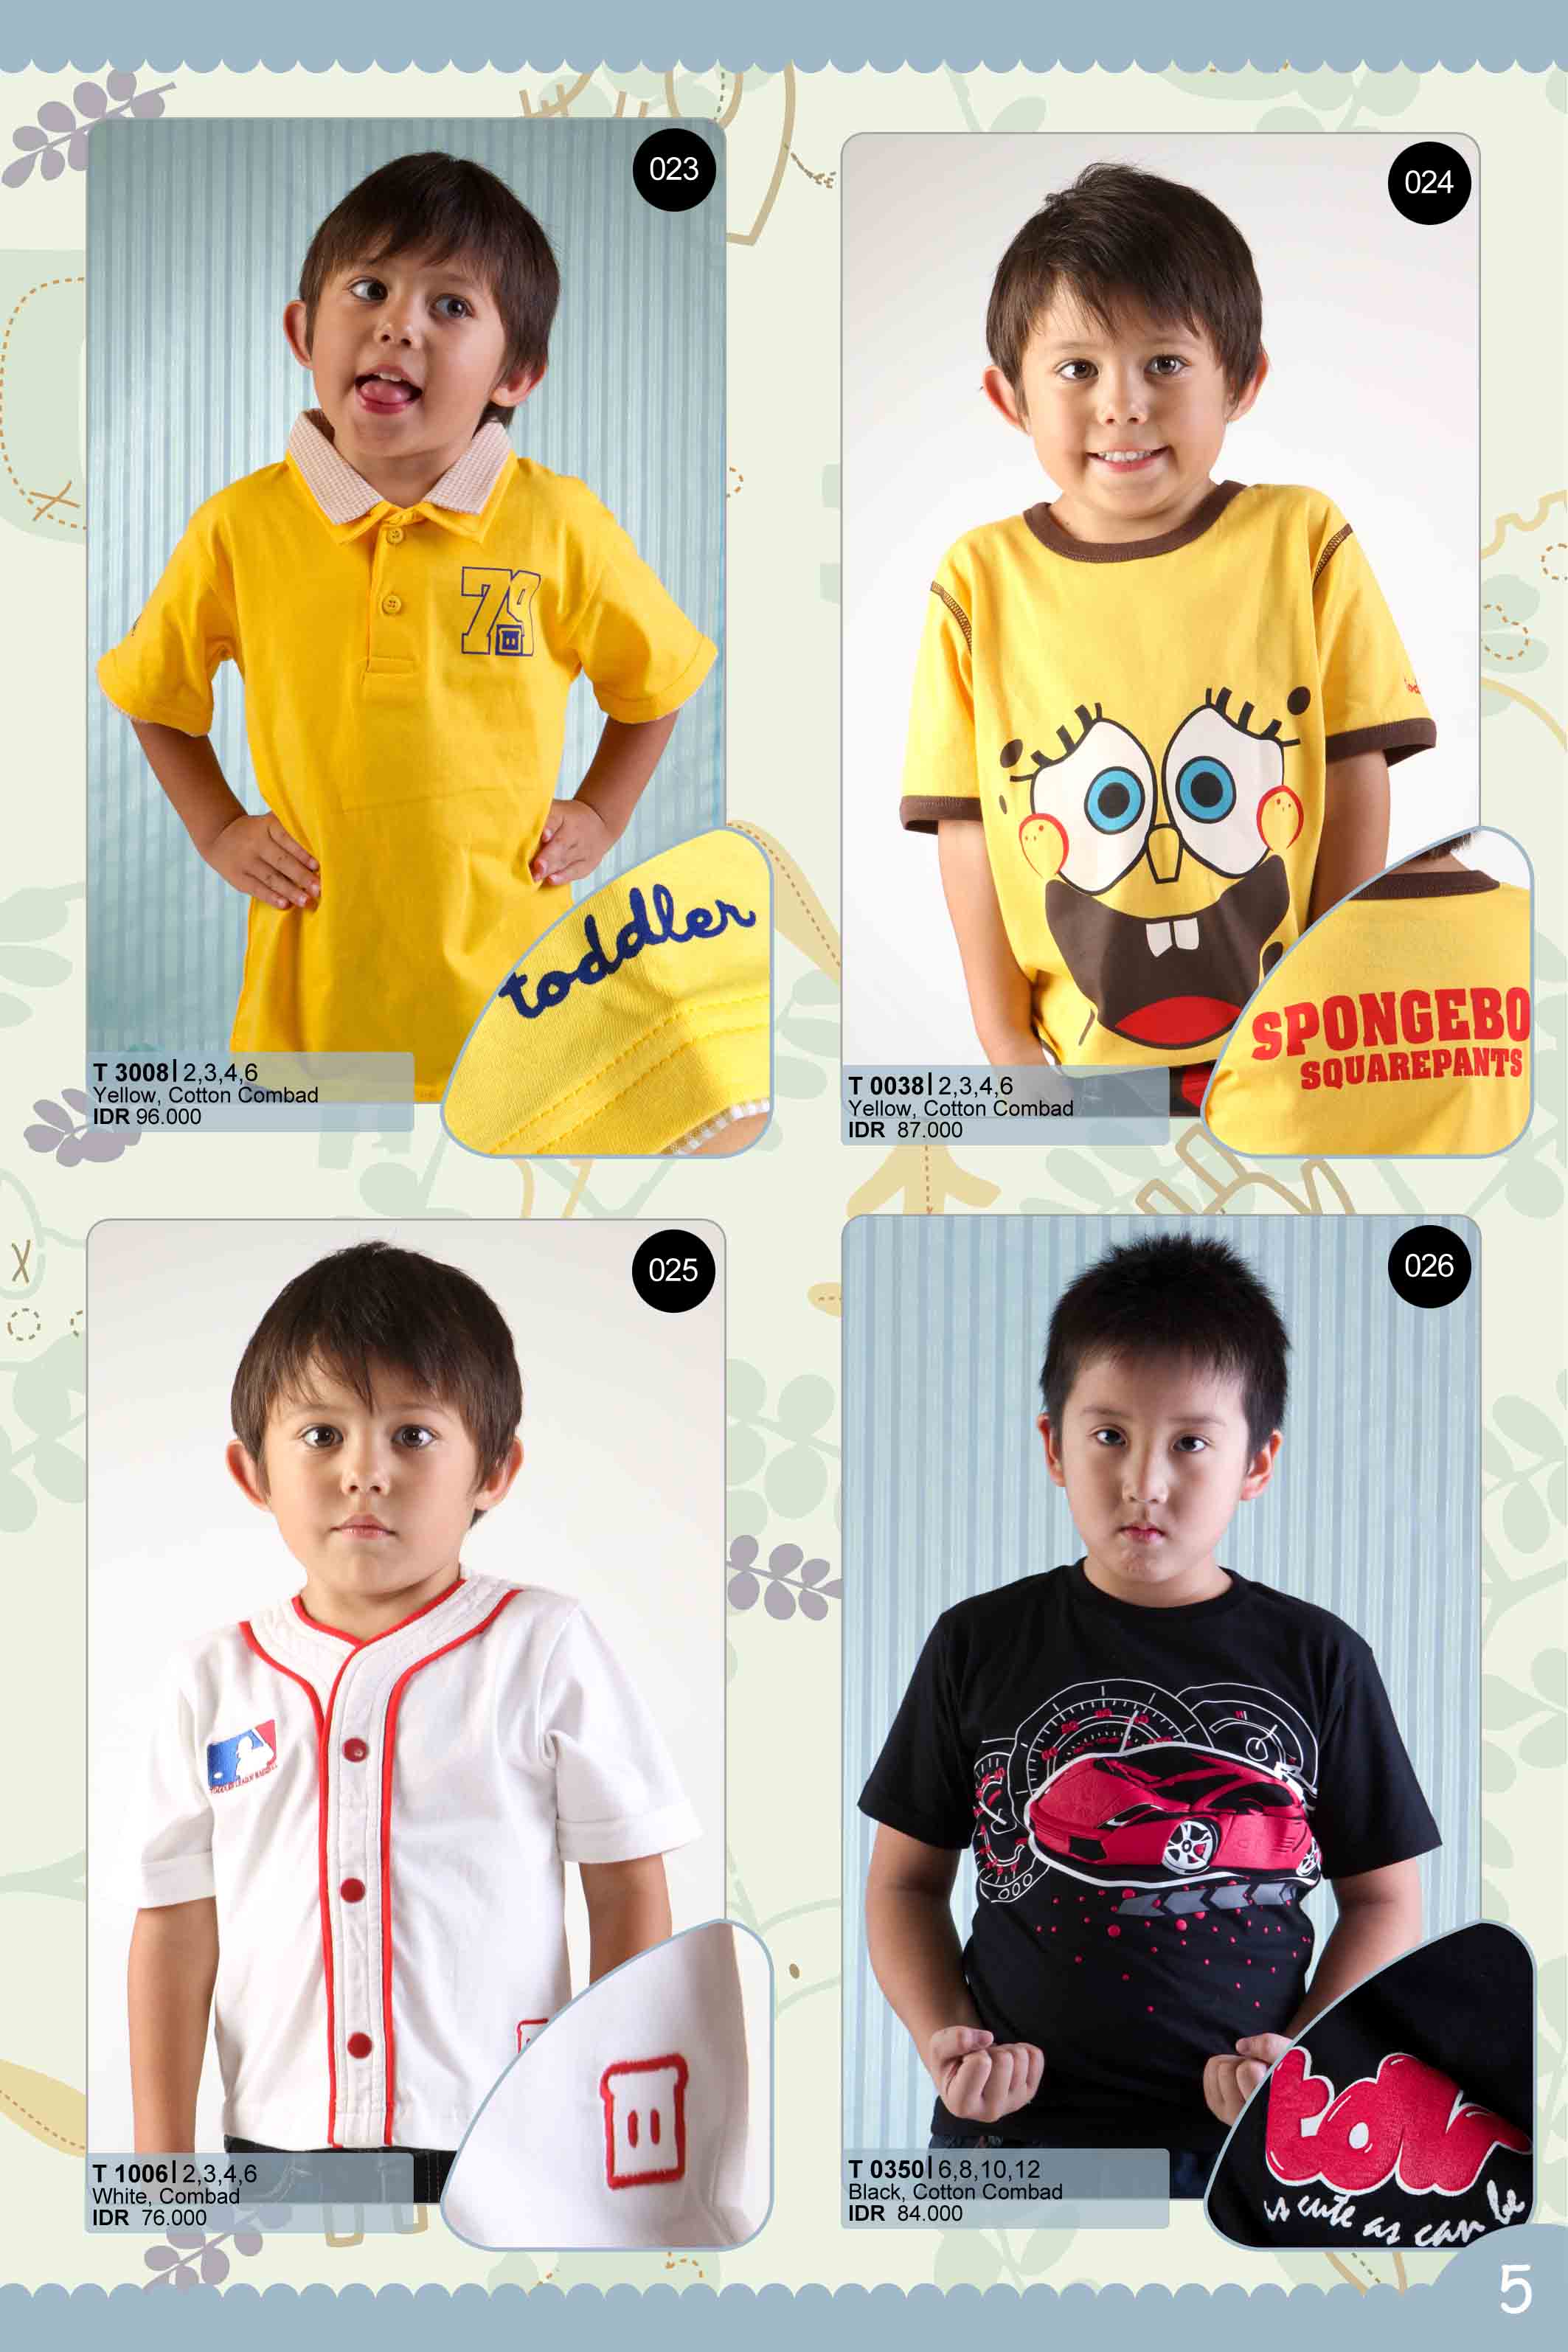 023
79
toddler
T 3008| 2,3,4,6
Yellow, Cotton Combad
IDR 96.000
024
SPONGEBO
SQUAREPANTS
T 0038| 2,3,4,6
Yellow, Cotton Combad
IDR 87.000
025
T 1006| 2,3,4,6
White, Combad
IDR 76.000
026
as cute as can be
T 0350| 6,8,10,12
Black, Cotton Combad
IDR 84.000
5